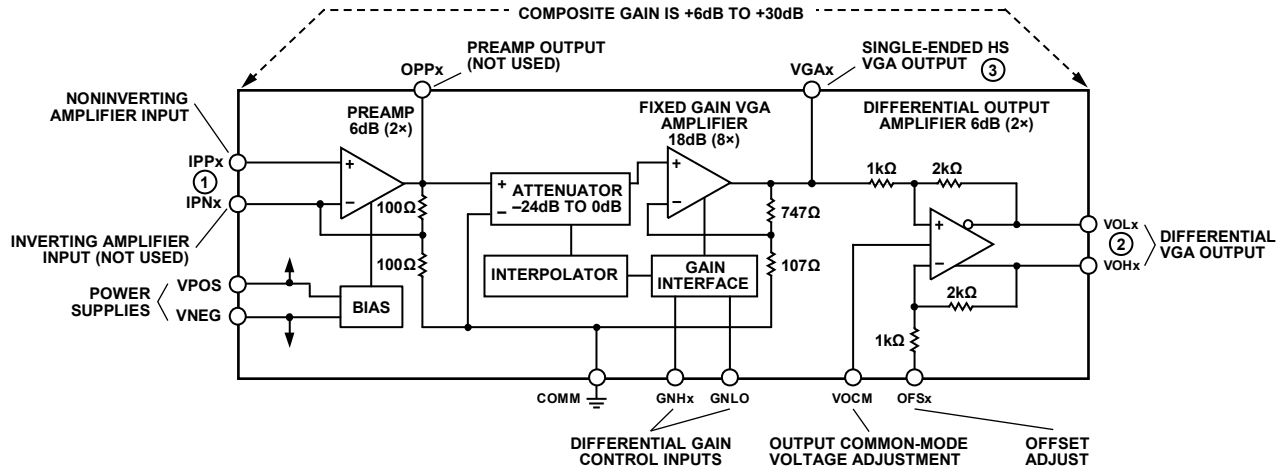 COMPOSITE GAIN IS +6dB TO +30dB
PREAMP OUTPUT
(NOT USED)
OPPx
SINGLE-ENDED HS
VGA OUTPUT
3
VGAx
NONINVERTING
AMPLIFIER INPUT
PREAMP
6dB (2×)
FIXED GAIN VGA
AMPLIFIER
18dB (8×)
DIFFERENTIAL OUTPUT
AMPLIFIER 6dB (2×)
IPPx
1
IPNx
+
–
100Ω
100Ω
+
–
ATTENUATOR
–24dB TO 0dB
+
–
747Ω
107Ω
1kΩ
2kΩ
+
–
2kΩ
1kΩ
VOLx
2
VOHx
DIFFERENTIAL
VGA OUTPUT
INVERTING AMPLIFIER
INPUT (NOT USED)
INTERPOLATOR
GAIN
INTERFACE
POWER
SUPPLIES
VPOS
VNEG
BIAS
COMM
GNHx
GNLO
VOCM
OFSx
DIFFERENTIAL GAIN
CONTROL INPUTS
OUTPUT COMMON-MODE
VOLTAGE ADJUSTMENT
OFFSET
ADJUST